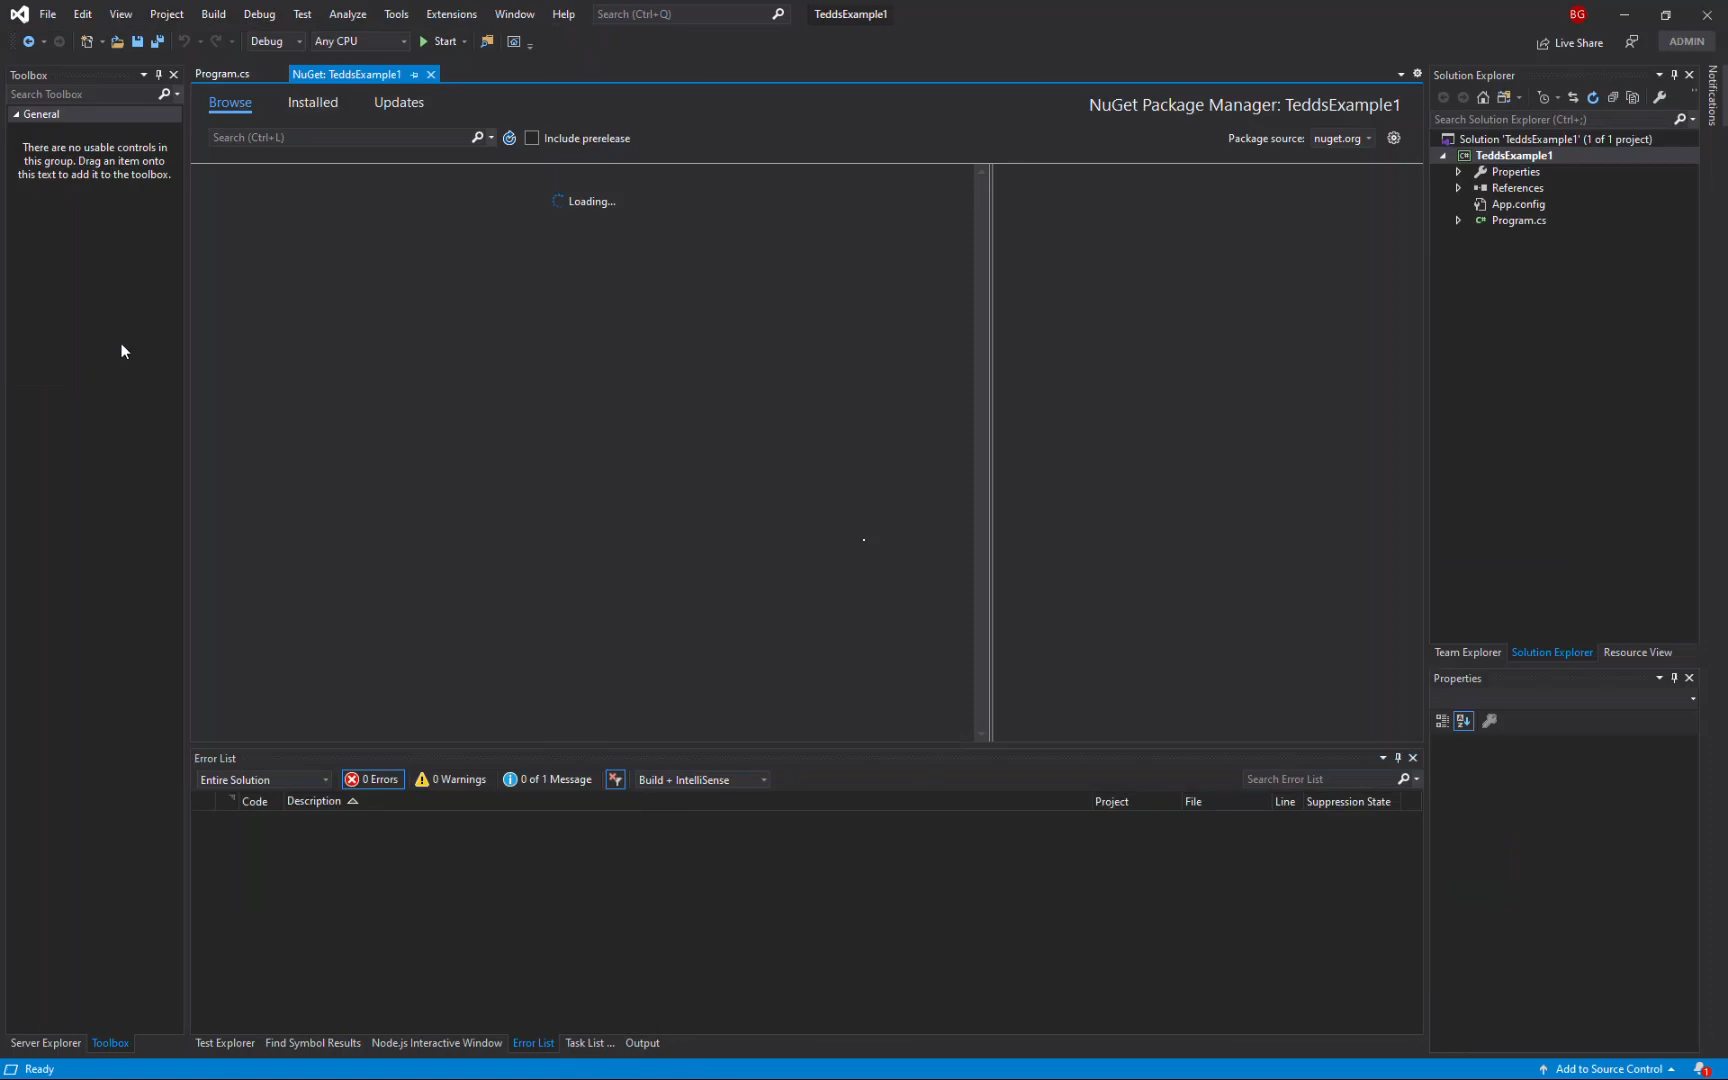 File Edit View Project Build Debug Test Analyze Tools Extensions Window Help Search (Ctrl+Q) TeddsExample1 BG
Debug Any CPU Start Live Share ADMIN
Toolbox
Search Toolbox
General
There are no usable controls in
this group. Drag an item onto
this text to add it to the toolbox.
Program.cs NuGet: TeddsExample1
Browse Installed Updates NuGet Package Manager: TeddsExample1
Search (Ctrl+L) Include prerelease Package source: nuget.org
Loading...
Solution Explorer
Search Solution Explorer (Ctrl+;)
Solution 'TeddsExample1' (1 of 1 project)
TeddsExample1
Properties
References
App.config
Program.cs
Notifications
Team Explorer Solution Explorer Resource View
Properties
Error List
Entire Solution 0 Errors 0 Warnings 0 of 1 Message Build + IntelliSense Search Error List
Code Description Project File Line Suppression State
Server Explorer Toolbox Test Explorer Find Symbol Results Node.js Interactive Window Error List Task List ... Output
Ready Add to Source Control 1